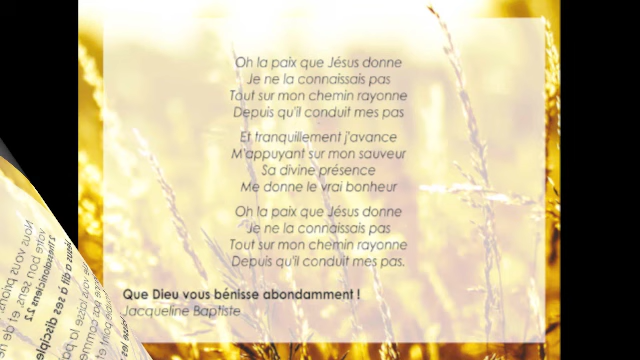 Oh la paix que Jésus donne
Je ne la connaissais pas
Tout sur mon chemin rayonne
Depuis qu'il conduit mes pas
Et tranquillement j'avance
M'appuyant sur mon sauveur
Sa divine présence
Me donne le vrai bonheur
Oh la paix que Jésus donne
Je ne la connaissais pas
Tout sur mon chemin rayonne
Depuis qu'il conduit mes pas.
Que Dieu vous bénisse abondamment !
Jacqueline Baptiste